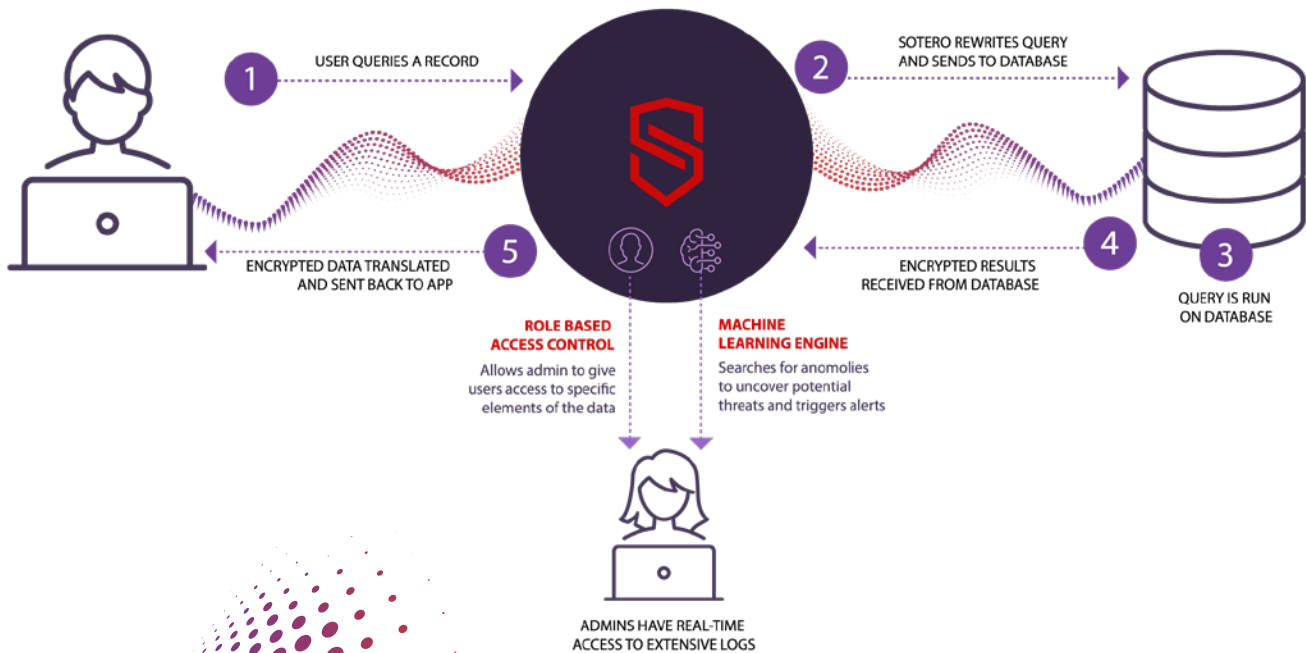 1
USER QUERIES A RECORD
2
SOTERO REWRITES QUERY
AND SENDS TO DATABASE
3
QUERY IS RUN
ON DATABASE
4
ENCRYPTED RESULTS
RECEIVED FROM DATABASE
5
ENCRYPTED DATA TRANSLATED
AND SENT BACK TO APP
ROLE BASED
ACCESS CONTROL
Allows admin to give
users access to specific
elements of the data
MACHINE
LEARNING ENGINE
Searches for anomolies
to uncover potential
threats and triggers alerts
ADMINS HAVE REAL-TIME
ACCESS TO EXTENSIVE LOGS